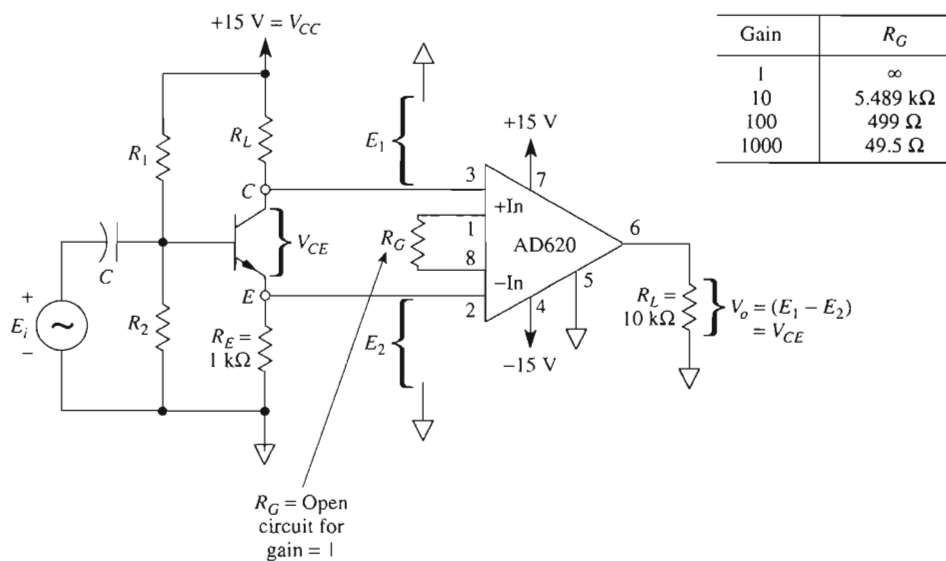 +15 V = V_CC
R_1
R_L
E_1
+15 V
3
7
C
+In
1
AD620
6
V_CE
R_G
8
−In
5
C
E
2
4
+
E_i
−
R_2
R_E =
1 kΩ
E_2
−15 V
R_L =
10 kΩ
V_o = (E_1 − E_2)
= V_CE
R_G = Open
circuit for
gain = 1
Gain R_G
1 ∞
10 5.489 kΩ
100 499 Ω
1000 49.5 Ω